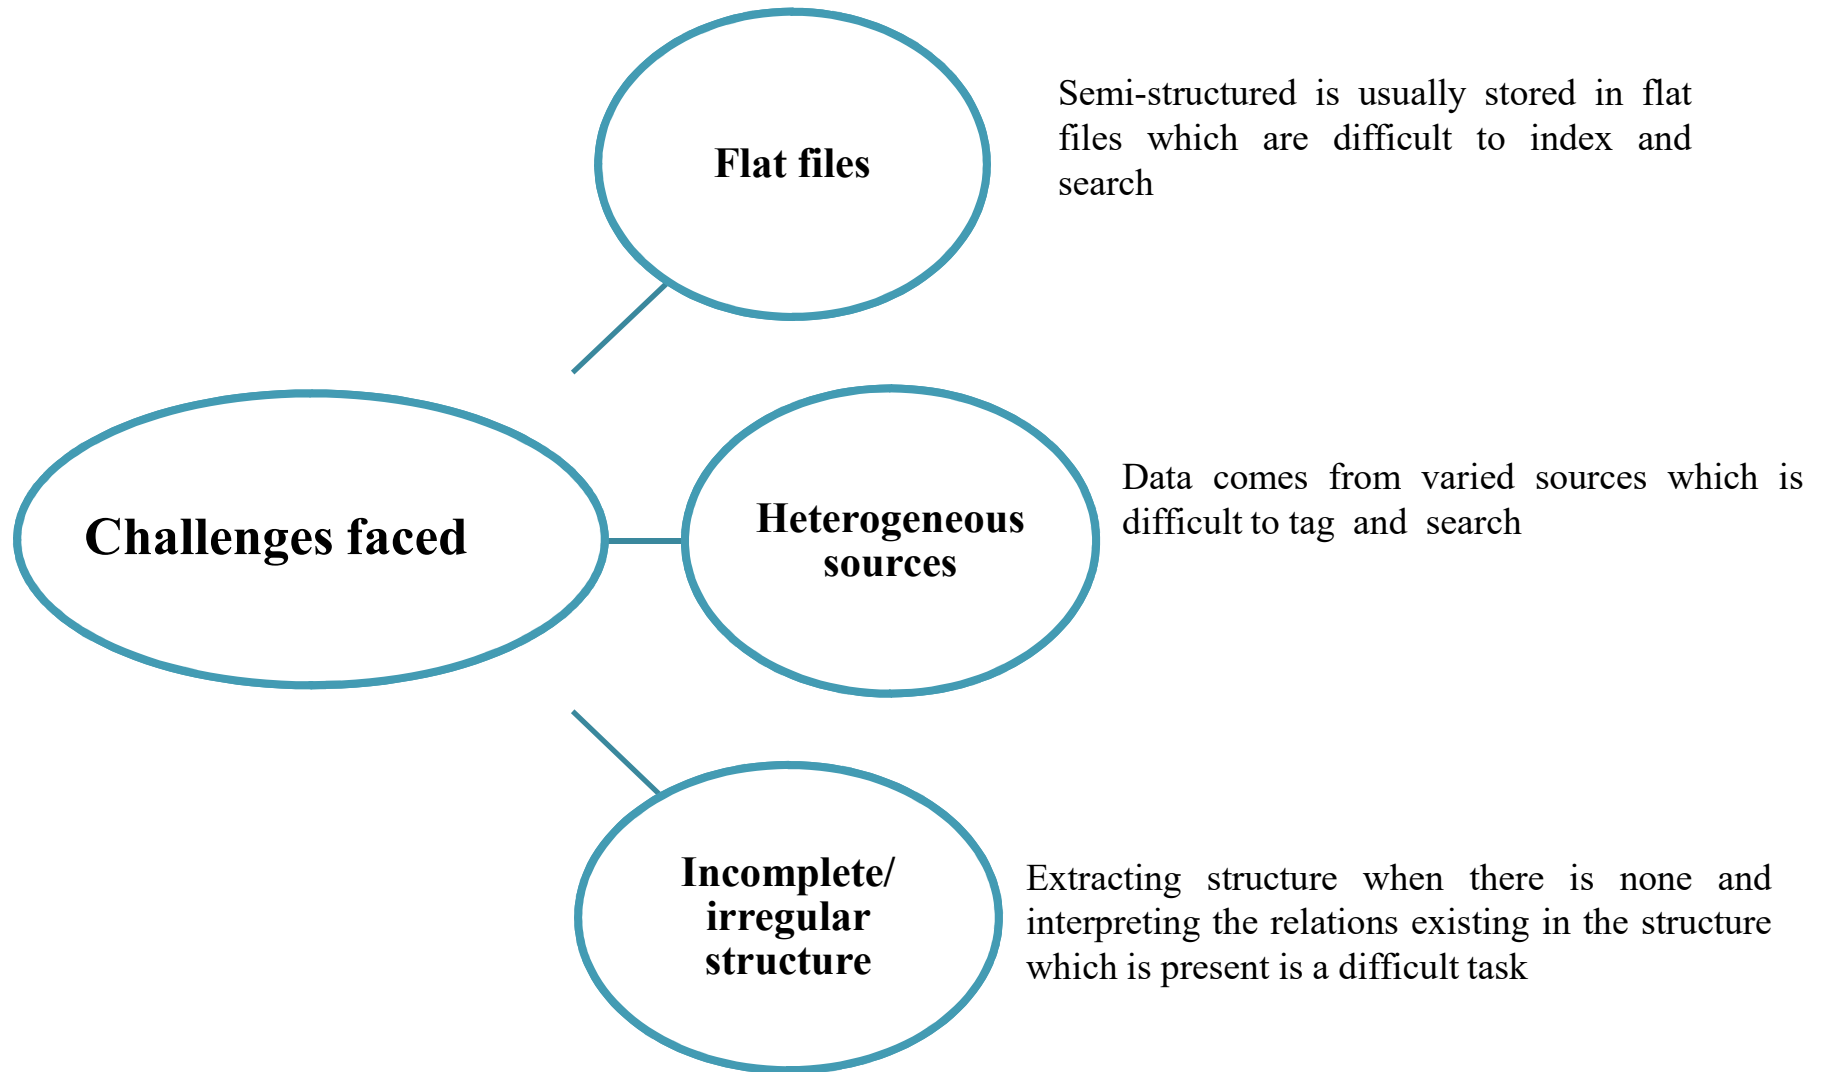 Flat files
Semi-structured is usually stored in flat
files which are difficult to index and
search
Challenges faced
Heterogeneous
sources
Data comes from varied sources which is
difficult to tag and search
Incomplete/
irregular
structure
Extracting structure when there is none and
interpreting the relations existing in the structure
which is present is a difficult task